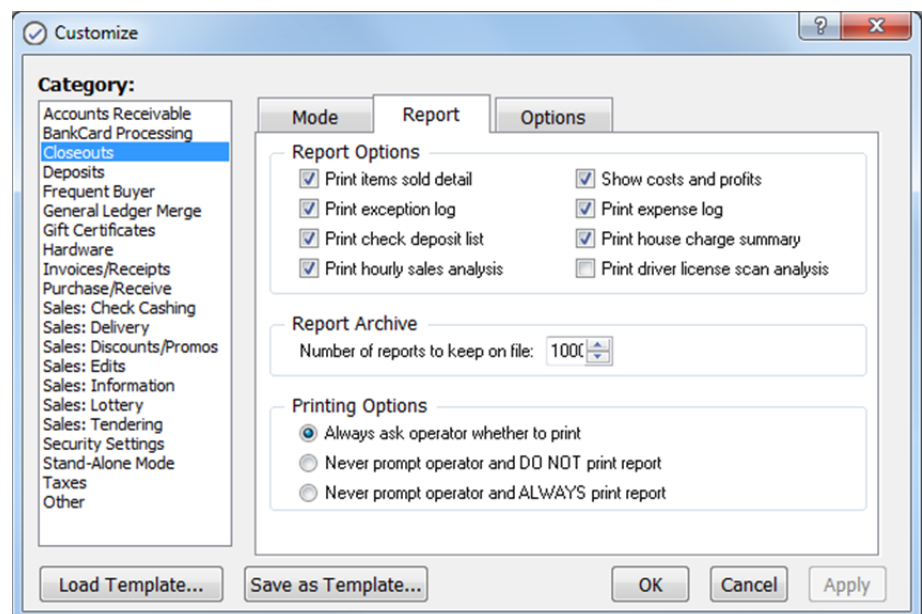 Customize
?
X
Category:
Accounts Receivable
BankCard Processing
Closeouts
Deposits
Frequent Buyer
General Ledger Merge
Gift Certificates
Hardware
Invoices/Receipts
Purchase/Receive
Sales: Check Cashing
Sales: Delivery
Sales: Discounts/Promos
Sales: Edits
Sales: Information
Sales: Lottery
Sales: Tendering
Security Settings
Stand-Alone Mode
Taxes
Other
Mode Report Options
Report Options
Print items sold detail
Show costs and profits
Print exception log
Print expense log
Print check deposit list
Print house charge summary
Print hourly sales analysis
Print driver license scan analysis
Report Archive
Number of reports to keep on file: 1000
Printing Options
Always ask operator whether to print
Never prompt operator and DO NOT print report
Never prompt operator and ALWAYS print report
Load Template... Save as Template... OK Cancel Apply